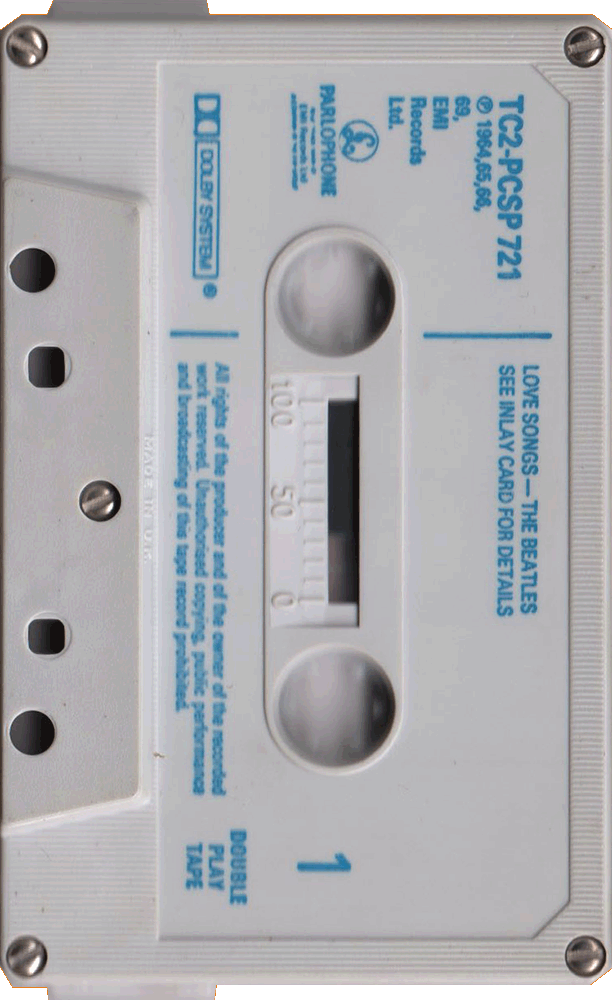 TC2-PCSP 721
℗ 1964,65,66,
69,
EMI
Records
Ltd.
LOVE SONGS — THE BEATLES
SEE INLAY CARD FOR DETAILS
PARLOPHONE
100 50 0
1
DOLBY SYSTEM ®
All rights of the producer and of the owner of the recorded
work reserved. Unauthorised copying, public performance
and broadcasting of this tape record prohibited.
DOUBLE
PLAY
TAPE
MADE IN U.K.